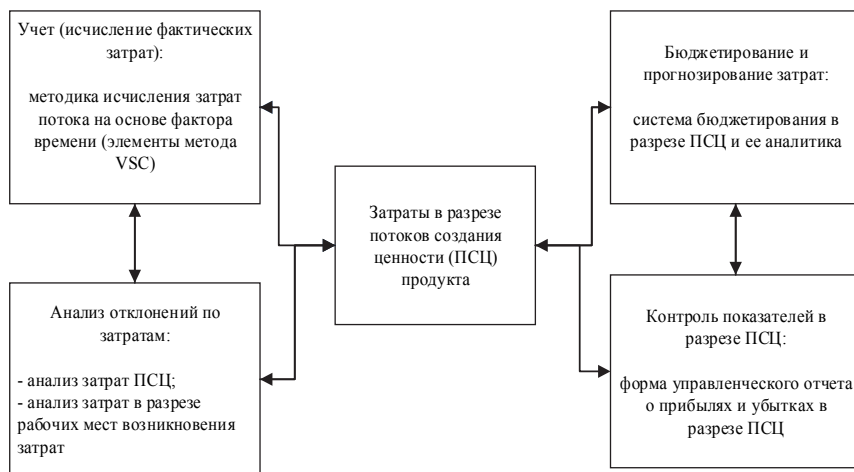 Учет (исчисление фактических
затрат):
методика исчисления затрат
потока на основе фактора
времени (элементы метода
VSC)
Анализ отклонений по
затратам:
- анализ затрат ПСЦ;
- анализ затрат в разрезе
рабочих мест возникновения
затрат
Затраты в разрезе
потоков создания
ценности (ПСЦ)
продукта
Бюджетирование и
прогнозирование затрат:
система бюджетирования в
разрезе ПСЦ и ее аналитика
Контроль показателей в
разрезе ПСЦ:
форма управленческого отчета
о прибылях и убытках в
разрезе ПСЦ